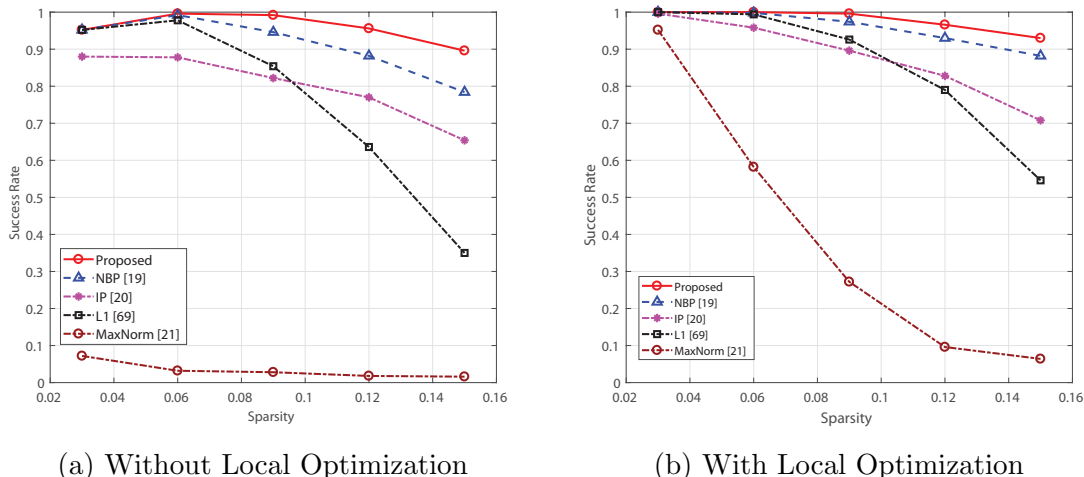 1
0.9
0.8
0.7
0.6
0.5
0.4
0.3
0.2
0.1
0
Success Rate
Proposed
NBP [19]
IP [20]
L1 [69]
MaxNorm [21]
0.02 0.04 0.06 0.08 0.1 0.12 0.14 0.16
Sparsity
(a) Without Local Optimization
1
0.9
0.8
0.7
0.6
0.5
0.4
0.3
0.2
0.1
0
Success Rate
Proposed
NBP [19]
IP [20]
L1 [69]
MaxNorm [21]
0.02 0.04 0.06 0.08 0.1 0.12 0.14 0.16
Sparsity
(b) With Local Optimization